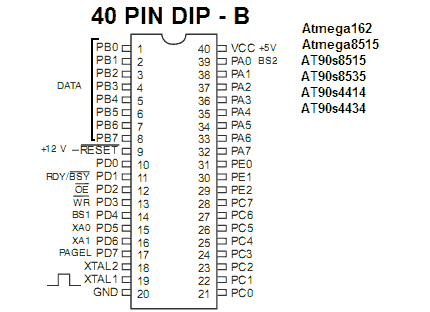 40 PIN DIP - B
Atmega162
Atmega8515
AT90s8515
AT90s8535
AT90s4414
AT90s4434
PB0 1 40 VCC +5V
PB1 2 39 PA0 BS2
PB2 3 38 PA1
DATA PB3 4 37 PA2
PB4 5 36 PA3
PB5 6 35 PA4
PB6 7 34 PA5
PB7 8 33 PA6
+12 V RESET 9 32 PA7
PD0 10 31 PE0
RDY/BSY PD1 11 30 PE1
OE PD2 12 29 PE2
WR PD3 13 28 PC7
BS1 PD4 14 27 PC6
XA0 PD5 15 26 PC5
XA1 PD6 16 25 PC4
PAGEL PD7 17 24 PC3
XTAL2 18 23 PC2
XTAL1 19 22 PC1
GND 20 21 PC0